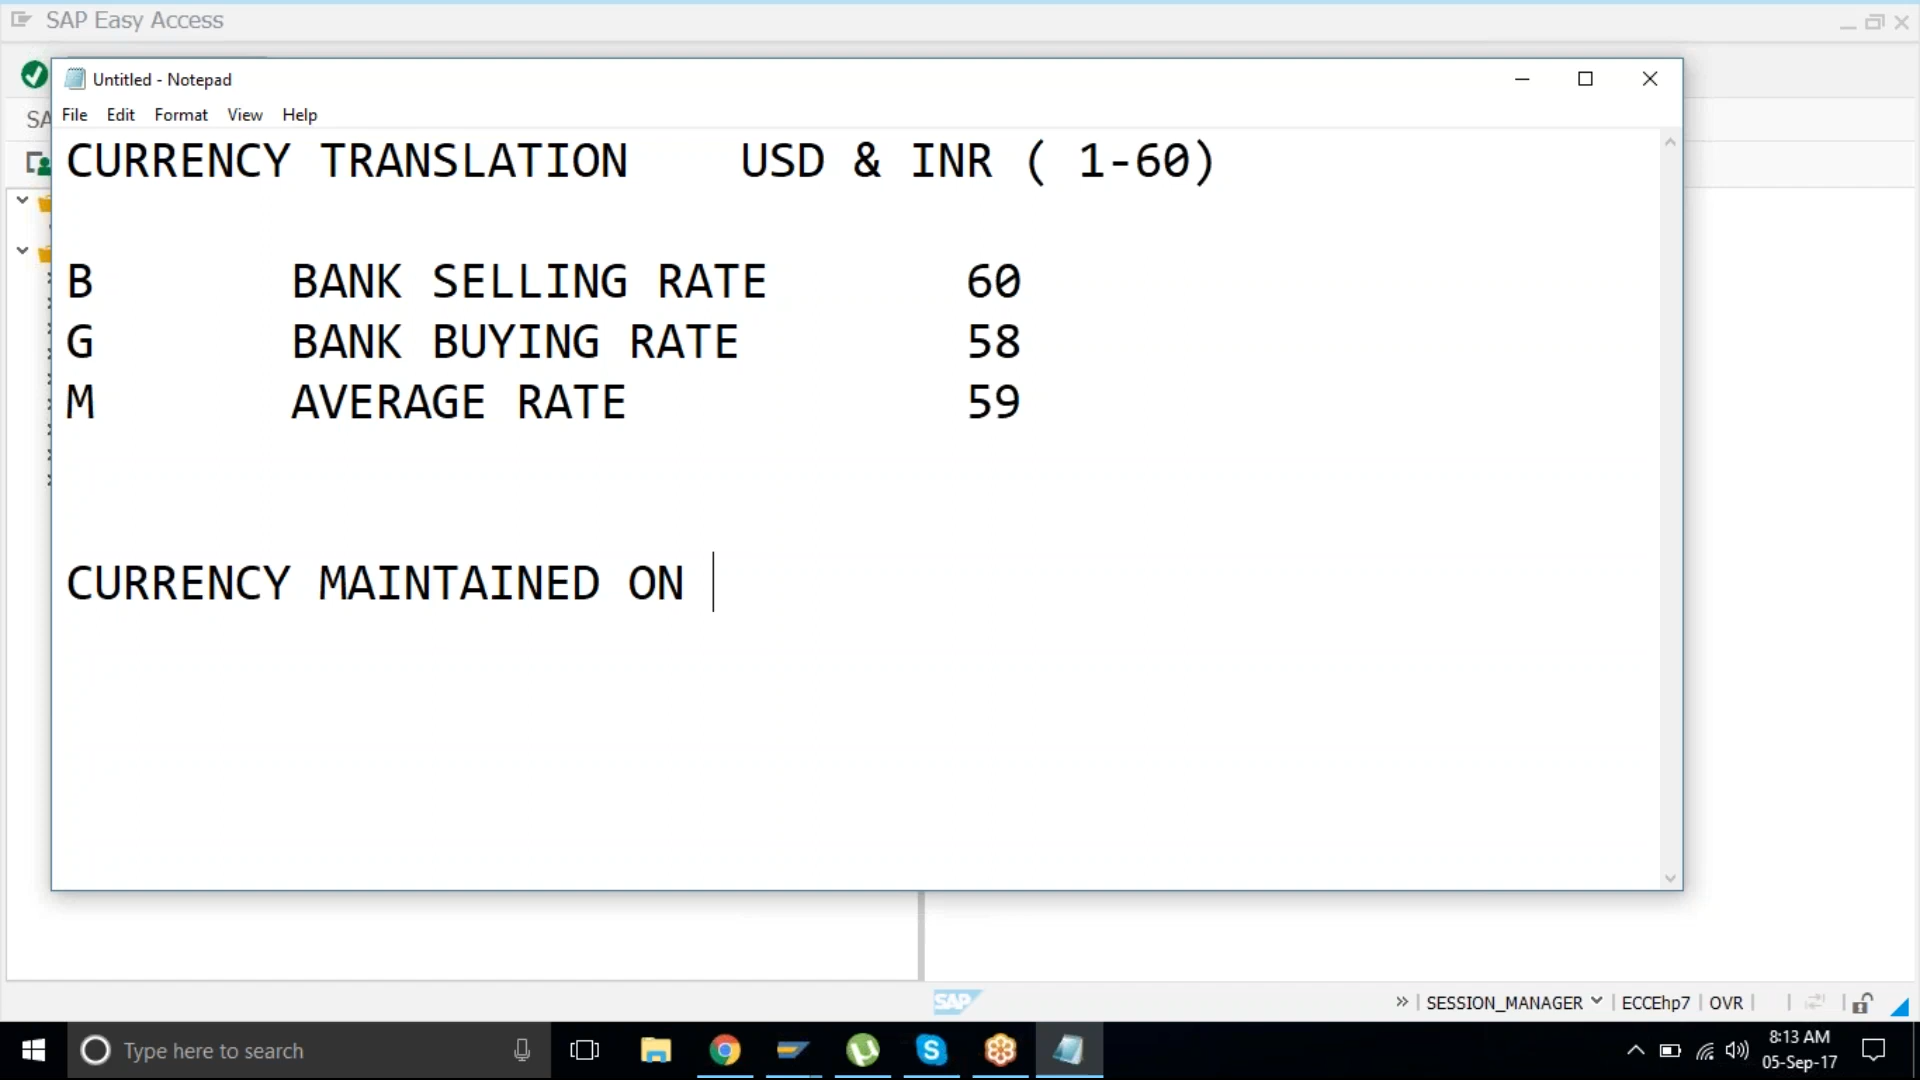 SAP Easy Access
Untitled - Notepad
File Edit Format View Help
SA
CURRENCY TRANSLATION USD & INR ( 1-60)
B BANK SELLING RATE 60
G BANK BUYING RATE 58
M AVERAGE RATE 59
CURRENCY MAINTAINED ON
SAP
» | SESSION_MANAGER | ECCEhp7 | OVR
Type here to search
8:13 AM
05-Sep-17